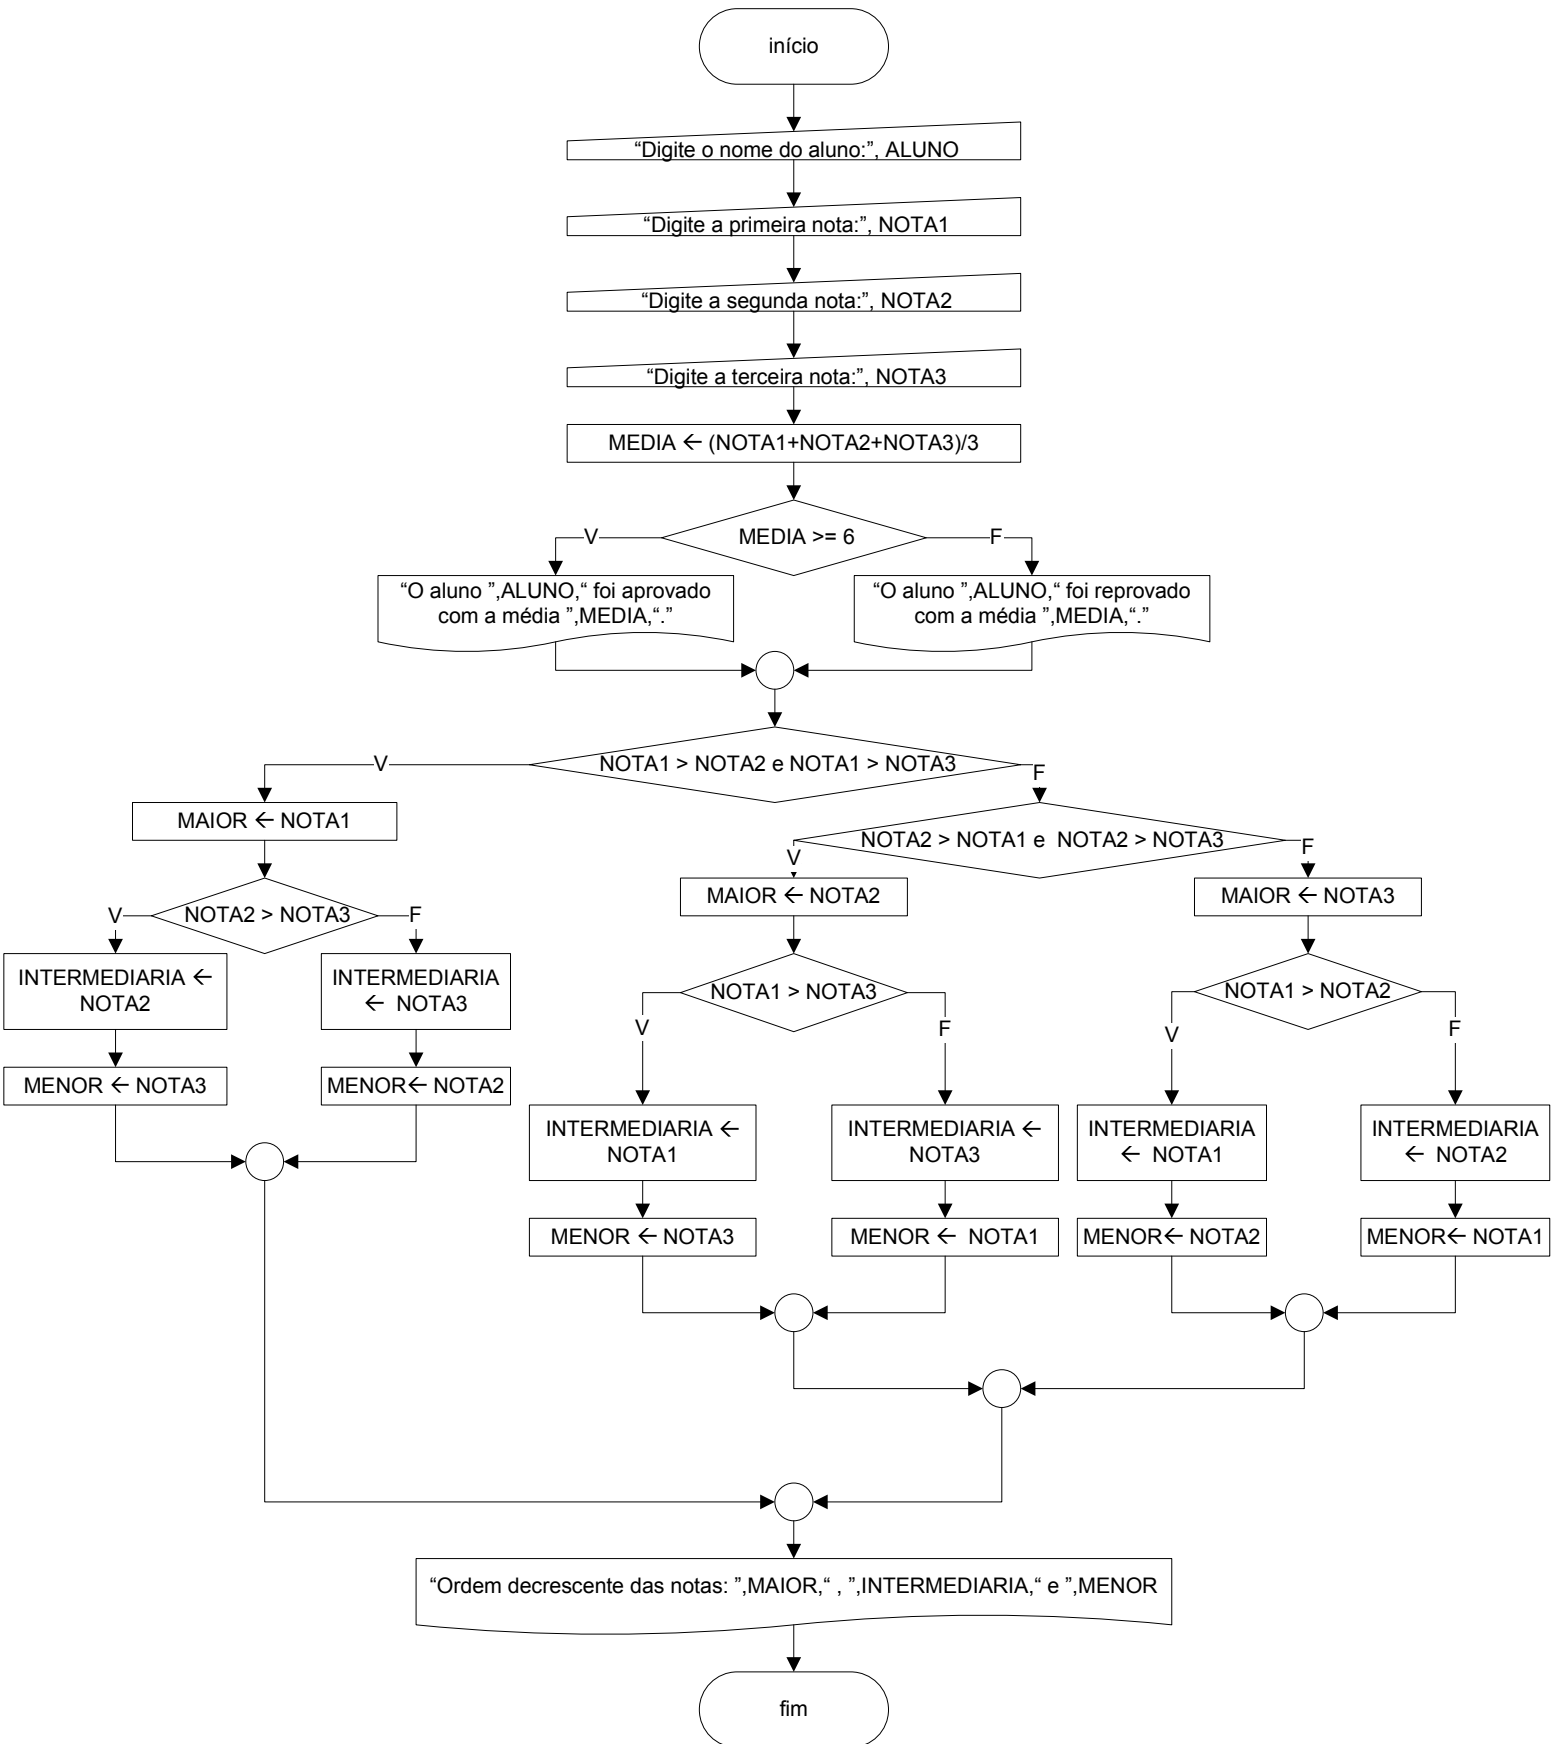 início
“Digite o nome do aluno:”, ALUNO
“Digite a primeira nota:”, NOTA1
“Digite a segunda nota:”, NOTA2
“Digite a terceira nota:”, NOTA3
MEDIA ← (NOTA1+NOTA2+NOTA3)/3
MEDIA >= 6
V
F
“O aluno ”,ALUNO,“ foi aprovado
com a média ”,MEDIA,“.”
“O aluno ”,ALUNO,“ foi reprovado
com a média ”,MEDIA,“.”
NOTA1 > NOTA2 e NOTA1 > NOTA3
V
F
MAIOR ← NOTA1
NOTA2 > NOTA3
V
F
INTERMEDIARIA ←
NOTA2
MENOR ← NOTA3
INTERMEDIARIA
← NOTA3
MENOR← NOTA2
NOTA2 > NOTA1 e  NOTA2 > NOTA3
V
F
MAIOR ← NOTA2
NOTA1 > NOTA3
V
F
INTERMEDIARIA ←
NOTA1
MENOR ← NOTA3
INTERMEDIARIA ←
NOTA3
MENOR ←  NOTA1
MAIOR ← NOTA3
NOTA1 > NOTA2
V
F
INTERMEDIARIA
← NOTA1
MENOR← NOTA2
INTERMEDIARIA
← NOTA2
MENOR← NOTA1
“Ordem decrescente das notas: ”,MAIOR,“ , ”,INTERMEDIARIA,“ e ”,MENOR
fim